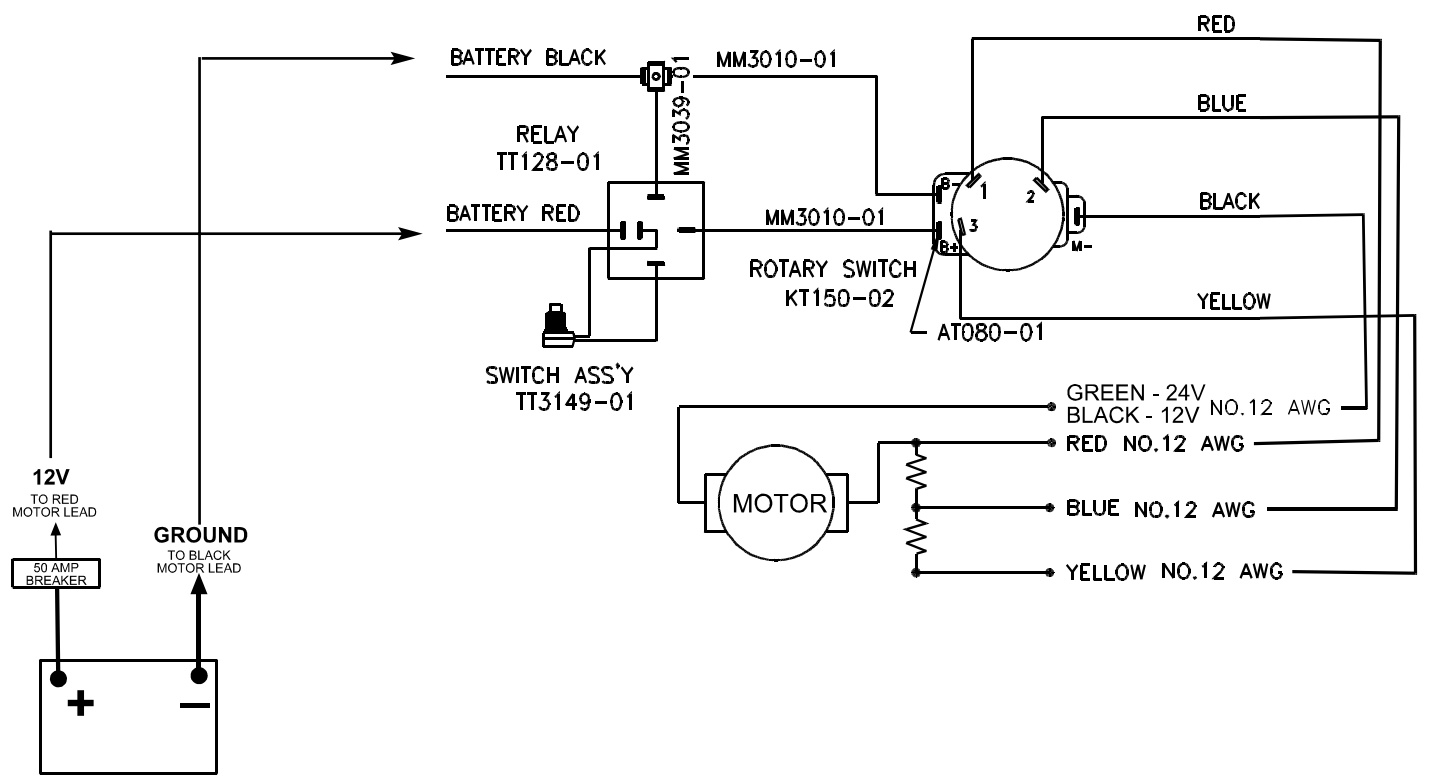 RED
BATTERY BLACK
MM3010-01
MM3039-01
BLUE
RELAY
TT128-01
B-
1
2
BLACK
BATTERY RED
MM3010-01
3
B+
M-
ROTARY SWITCH
KT150-02
YELLOW
AT080-01
SWITCH ASS'Y
TT3149-01
GREEN - 24V
BLACK - 12V
NO.12 AWG
RED NO.12 AWG
MOTOR
BLUE NO.12 AWG
YELLOW NO.12 AWG
12V
TO RED
MOTOR LEAD
GROUND
TO BLACK
MOTOR LEAD
50 AMP
BREAKER
+
−